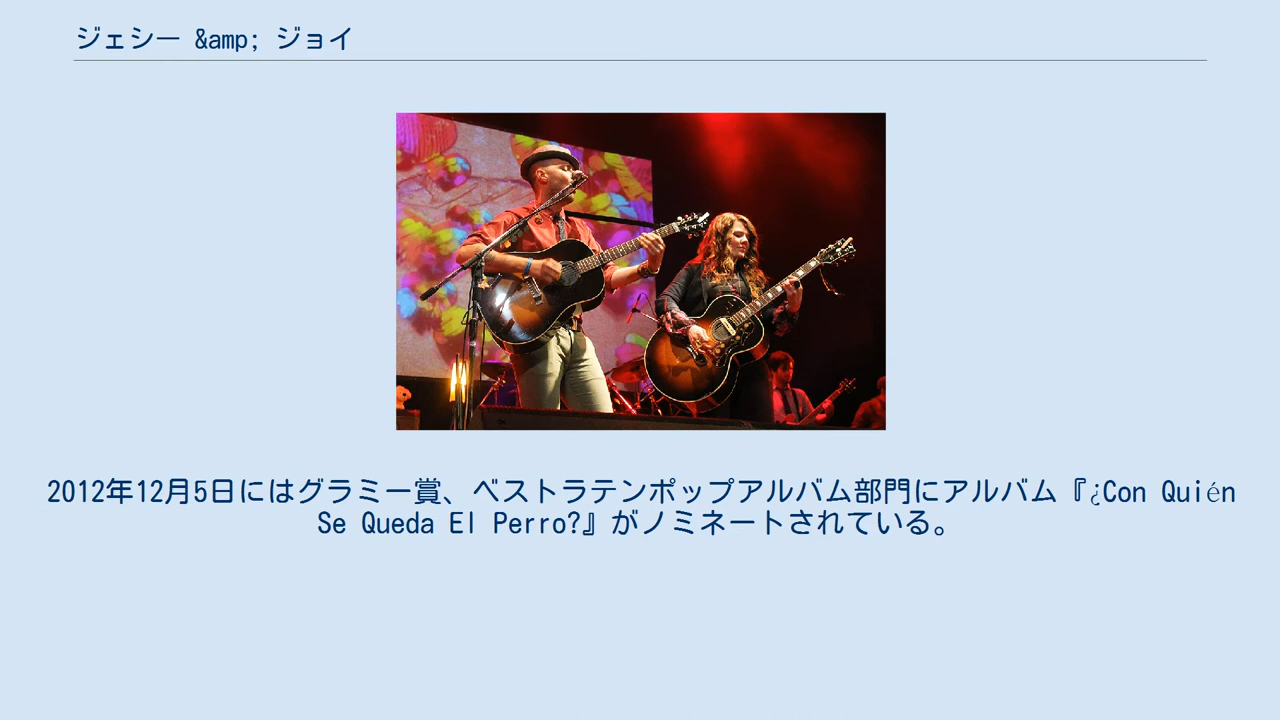 ジェシー &amp; ジョイ
2012年12月5日にはグラミー賞、ベストラテンポップアルバム部門にアルバム『¿Con Quién
Se Queda El Perro?』がノミネートされている。